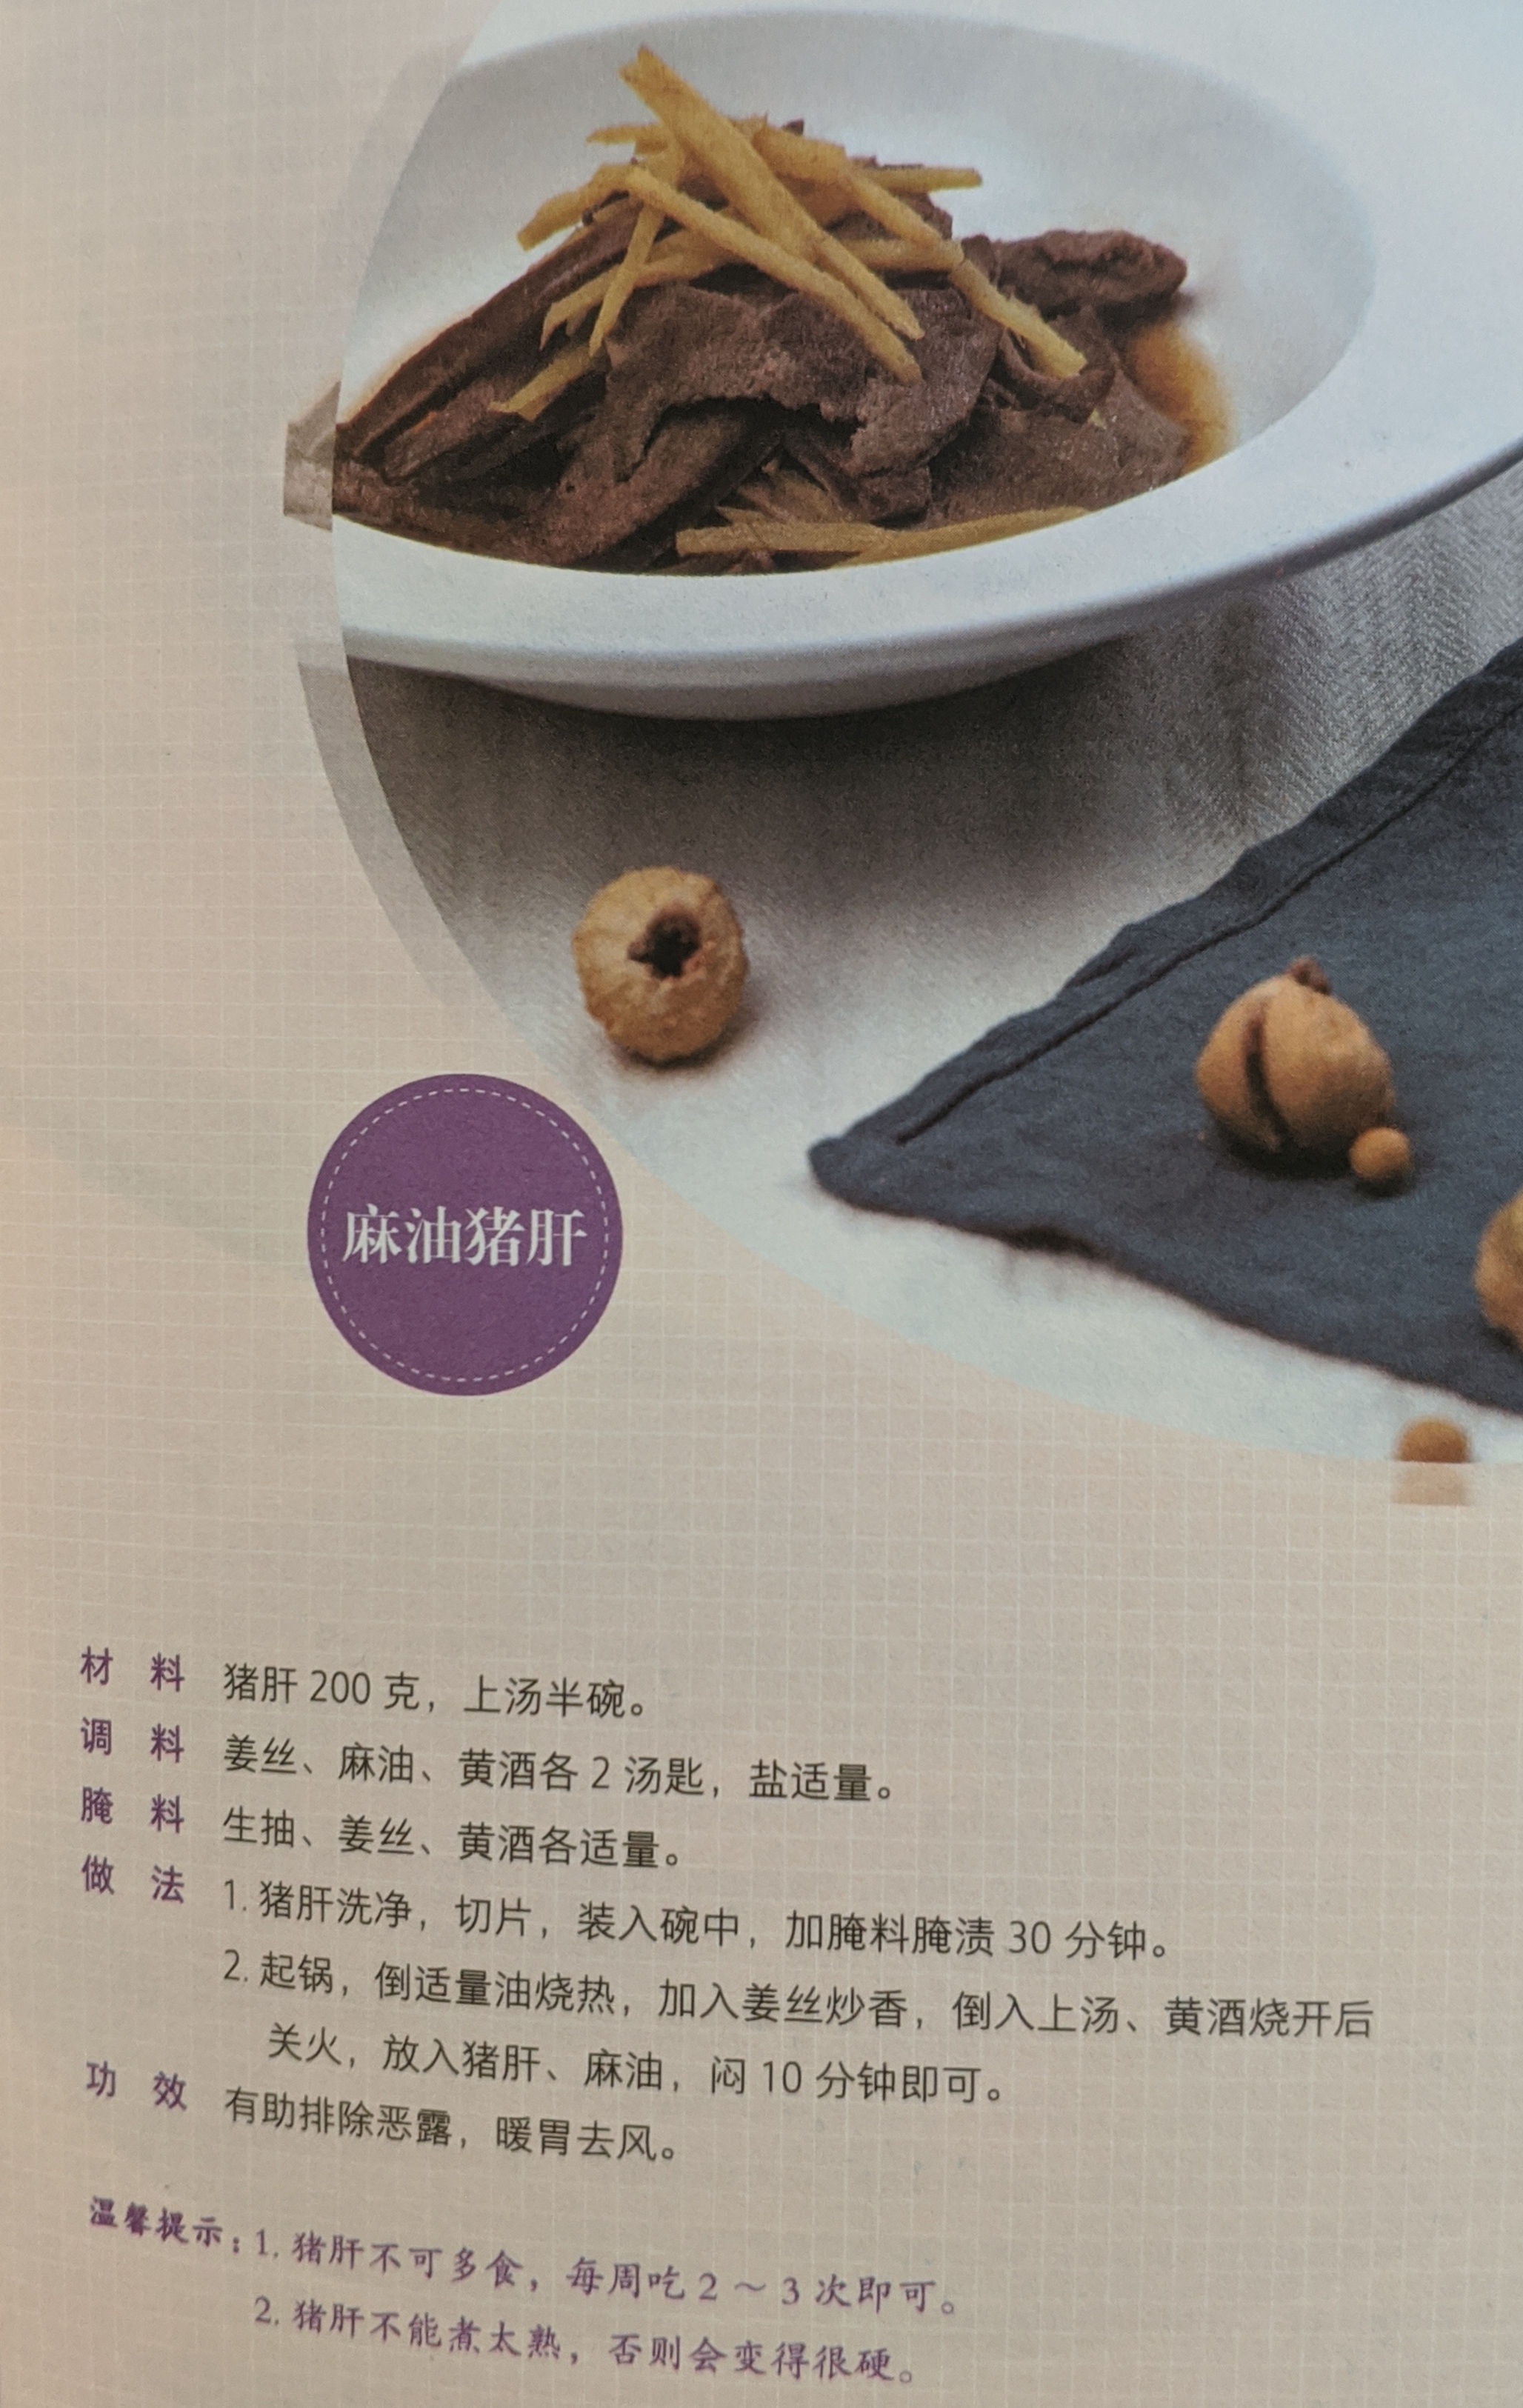 麻油猪肝
材 料 猪肝 200 克，上汤半碗。
调 料 姜丝、麻油、黄酒各 2 汤匙，盐适量。
腌 料 生抽、姜丝、黄酒各适量。
做 法 1. 猪肝洗净，切片，装入碗中，加腌料腌渍 30 分钟。
2. 起锅，倒适量油烧热，加入姜丝炒香，倒入上汤、黄酒烧开后
关火，放入猪肝、麻油，闷 10 分钟即可。
功 效 有助排除恶露，暖胃去风。
温馨提示：1. 猪肝不可多食，每周吃 2 ～ 3 次即可。
2. 猪肝不能煮太熟，否则会变得很硬。